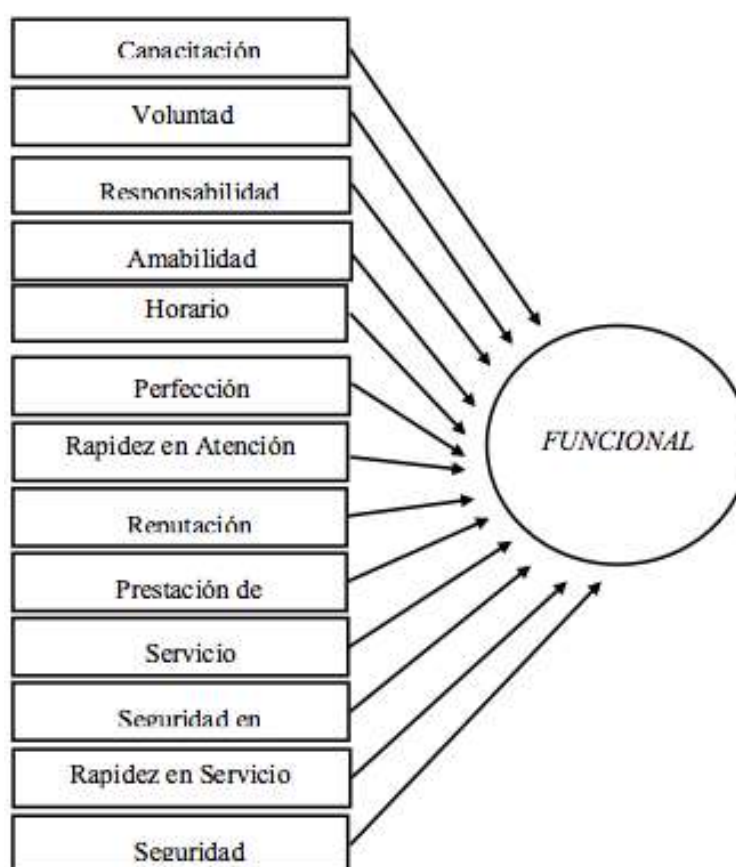 Capacitación
Voluntad
Responsabilidad
Amabilidad
Horario
Perfección
Rapidez en Atención
Reputación
Prestación de
Servicio
Seguridad en
Rapidez en Servicio
Seguridad
FUNCIONAL